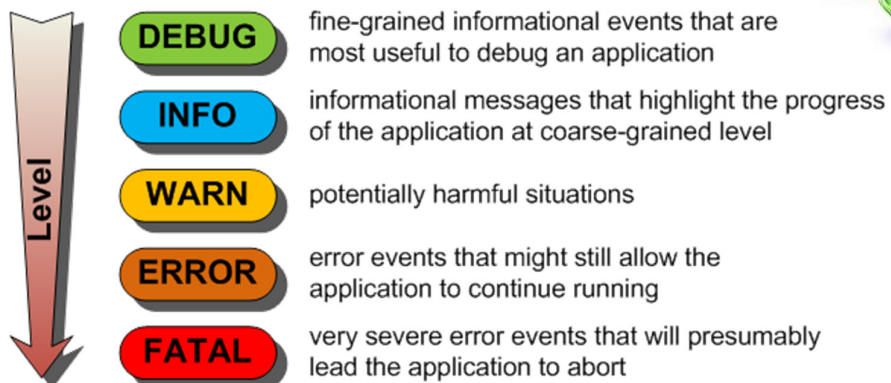 Level
DEBUG
fine-grained informational events that are
most useful to debug an application
INFO
informational messages that highlight the progress
of the application at coarse-grained level
WARN
potentially harmful situations
ERROR
error events that might still allow the
application to continue running
FATAL
very severe error events that will presumably
lead the application to abort